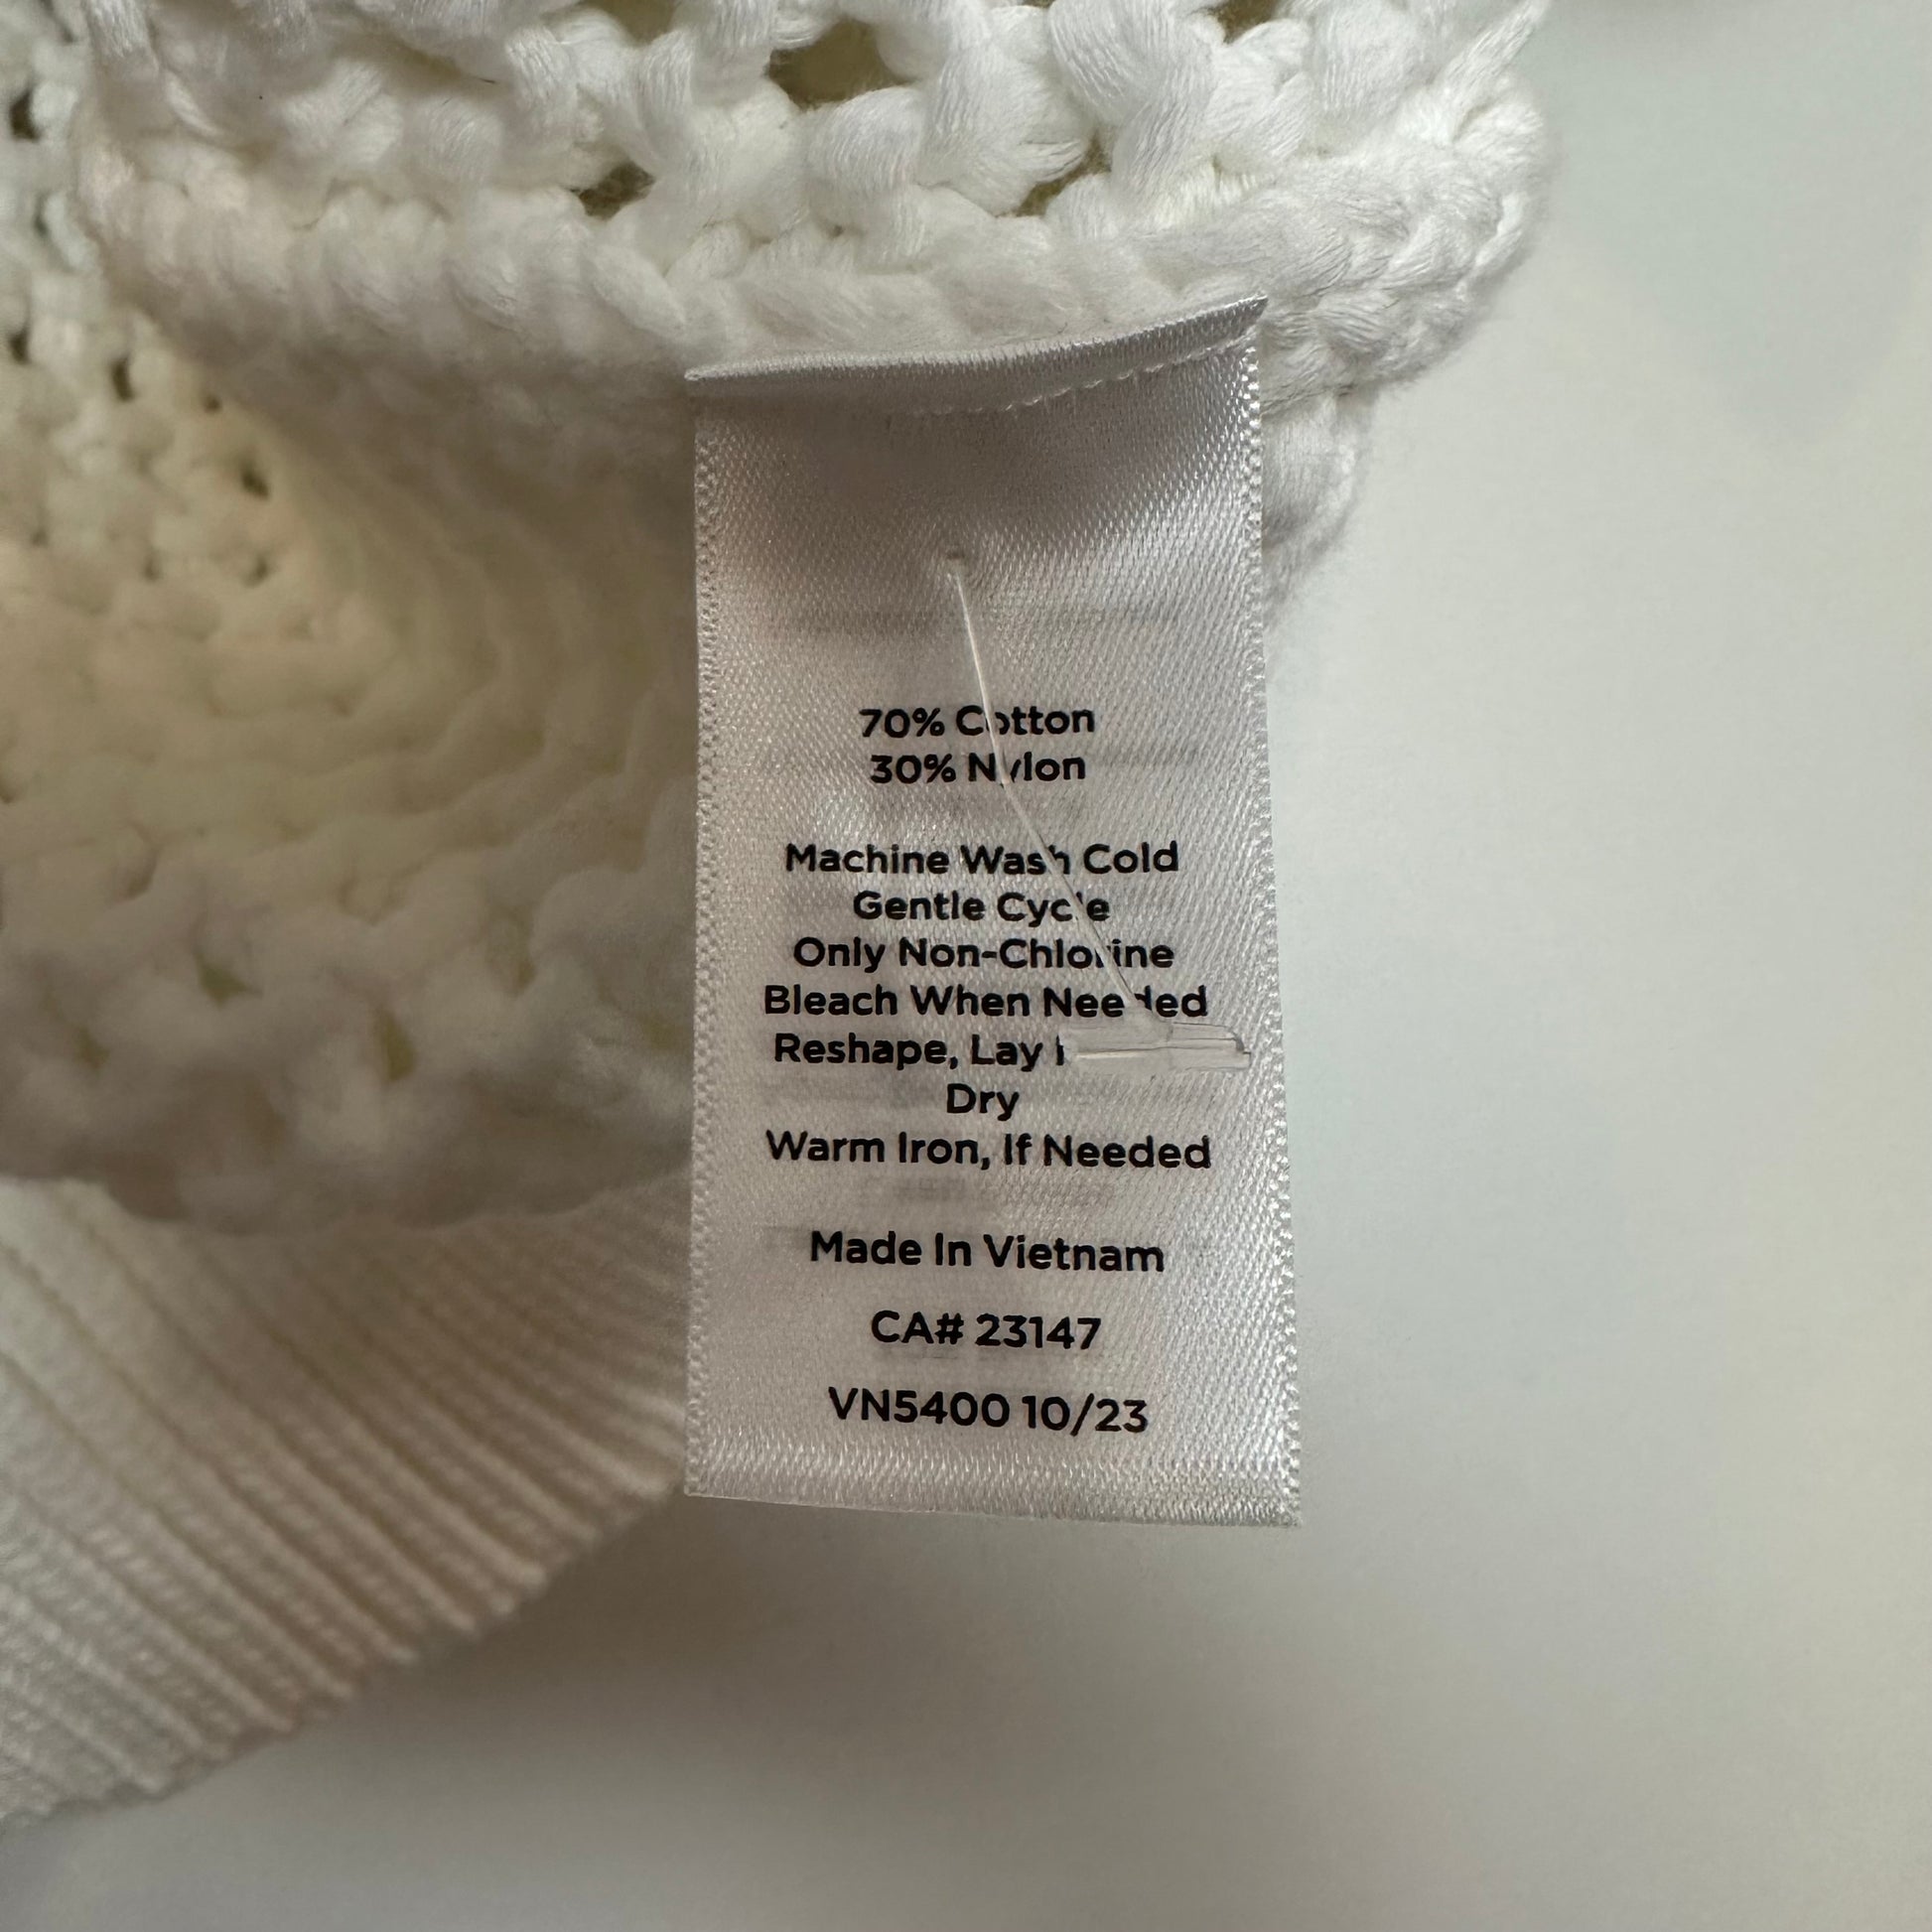 70% Cotton
30% Nylon
Machine Wash Cold
Gentle Cycle
Only Non-Chlorine
Bleach When Needed
Reshape, Lay
Dry
Warm Iron, If Needed
Made In Vietnam
CA# 23147
VN5400 10/23